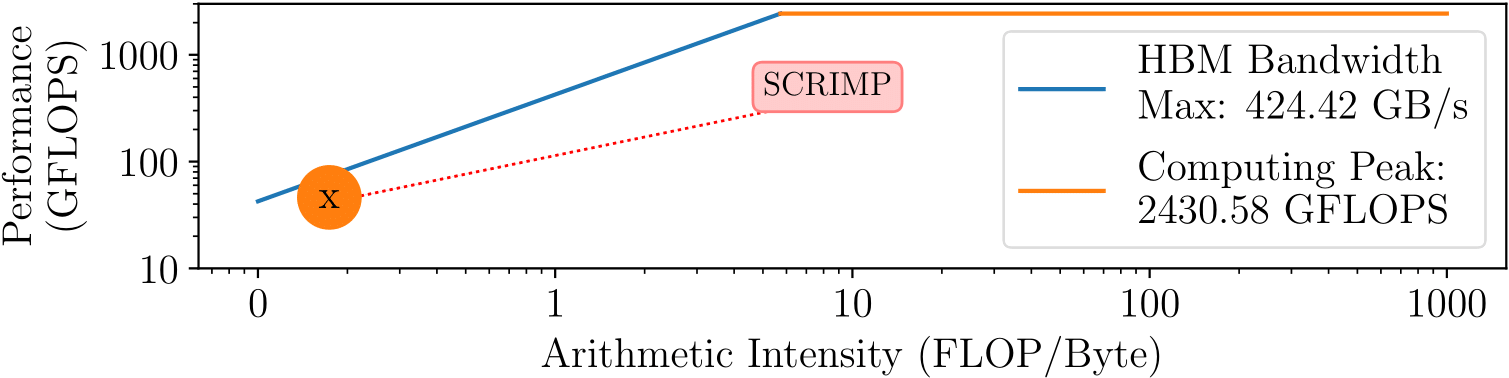 Performance
(GFLOPS)
1000
100
10
x
SCRIMP
HBM Bandwidth
Max: 424.42 GB/s
Computing Peak:
2430.58 GFLOPS
0
1
10
100
1000
Arithmetic Intensity (FLOP/Byte)